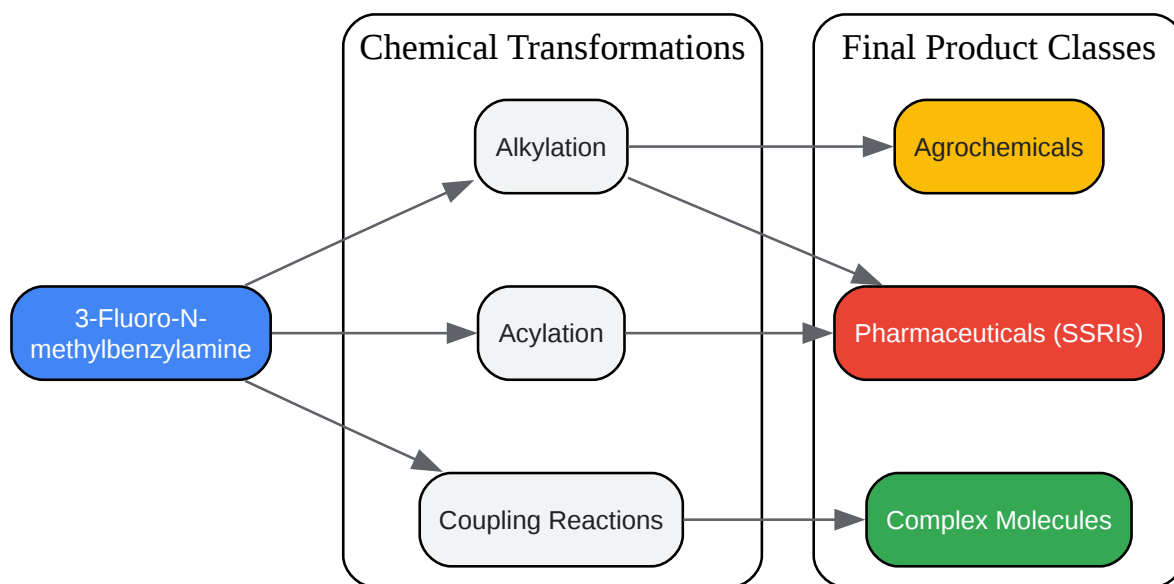 Chemical Transformations
Final Product Classes
Alkylation
Agrochemicals
3-Fluoro-N-
methylbenzylamine
Acylation
Pharmaceuticals (SSRIs)
Coupling Reactions
Complex Molecules